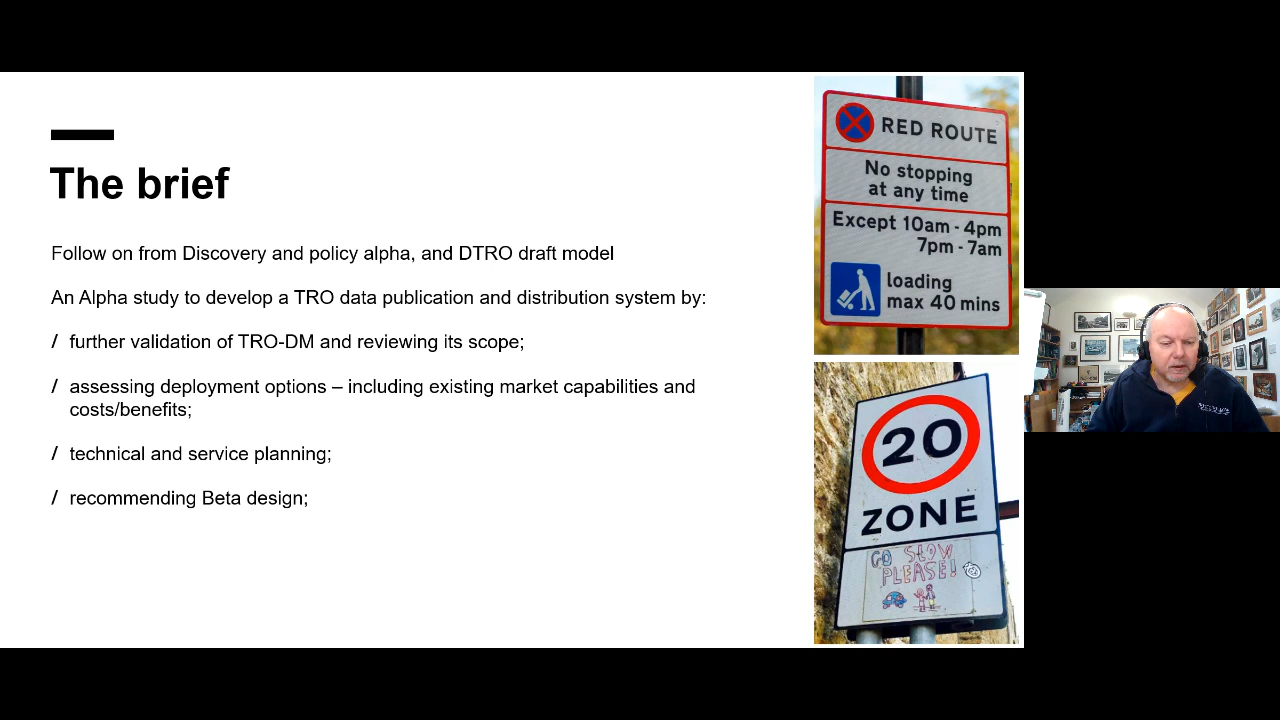 The brief
Follow on from Discovery and policy alpha, and DTRO draft model
An Alpha study to develop a TRO data publication and distribution system by:
/ further validation of TRO-DM and reviewing its scope;
/ assessing deployment options – including existing market capabilities and
costs/benefits;
/ technical and service planning;
/ recommending Beta design;
RED ROUTE
No stopping
at any time
Except 10am - 4pm
7pm - 7am
loading
max 40 mins
20
ZONE
GO SLOW
PLEASE!